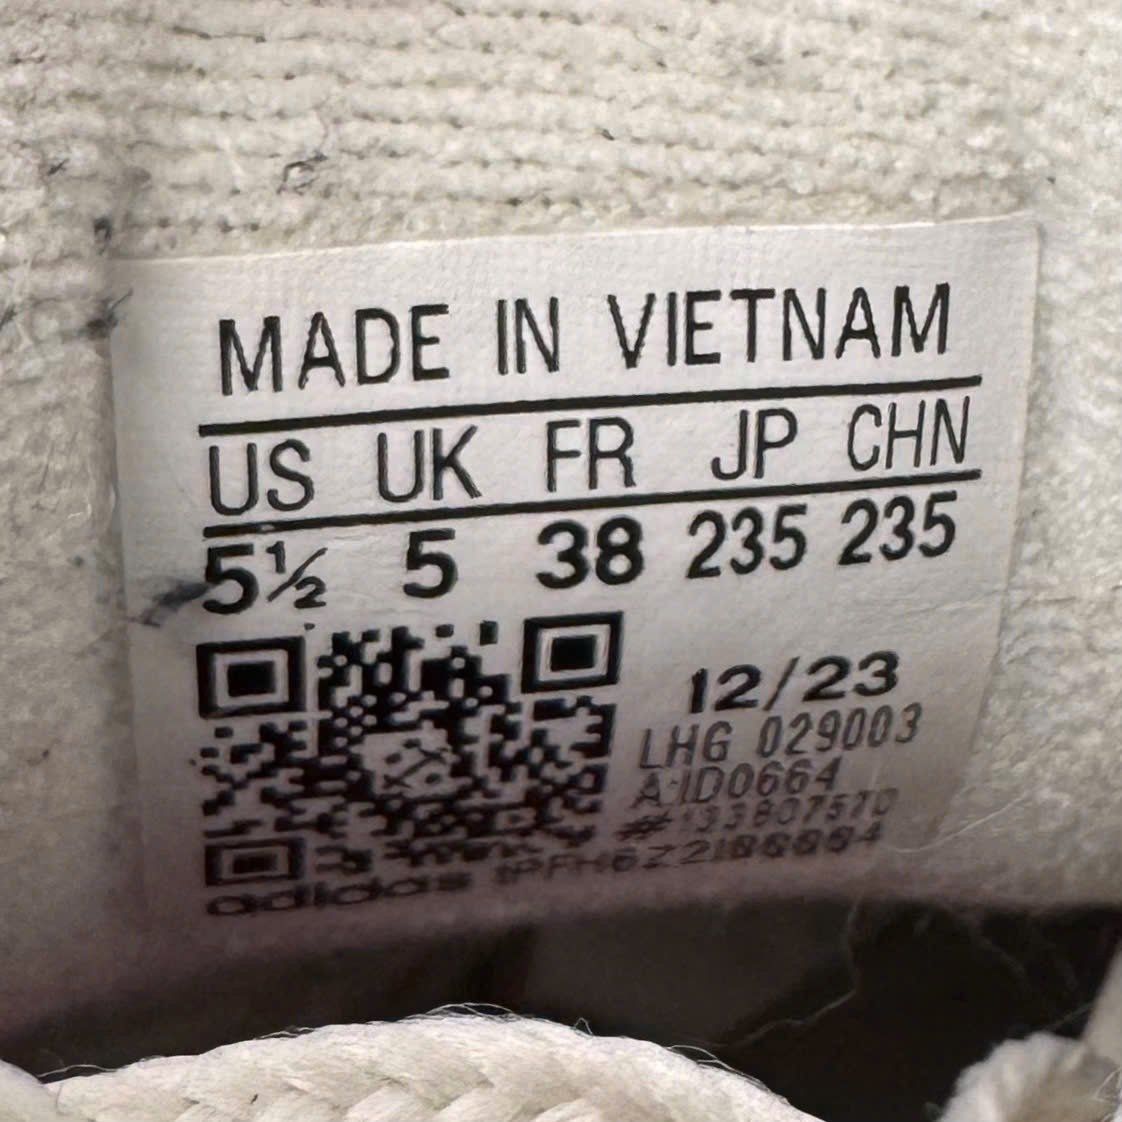 MADE IN VIETNAM
US UK FR JP CHN
5½ 5 38 235 235
12/23
LHG 029003
A:ID0664
adidas